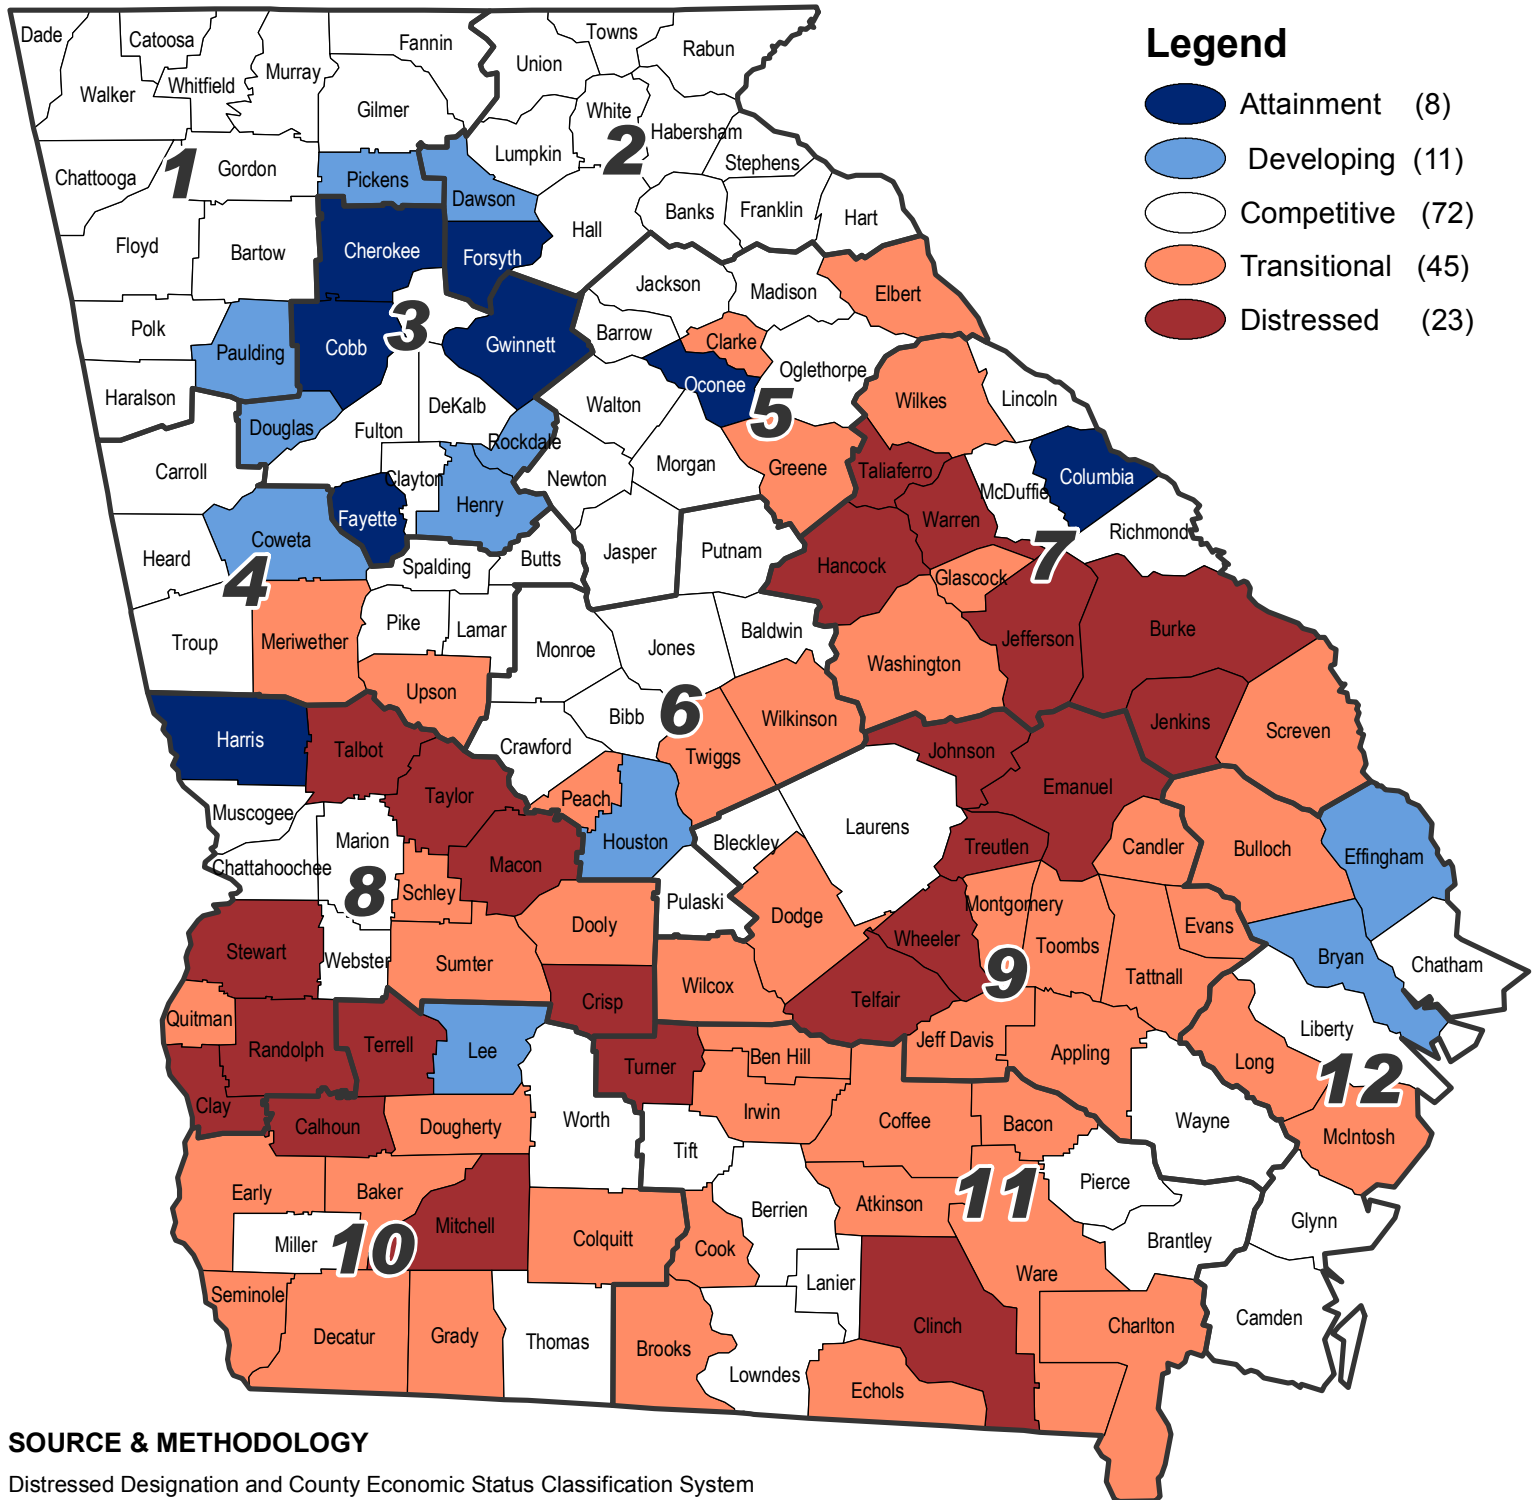 Legend
Attainment (8)
Developing (11)
Competitive (72)
Transitional (45)
Distressed (23)
Dade
Catoosa
Whitfield
Murray
Fannin
Union
Towns
Rabun
Walker
Gilmer
White
Habersham
Lumpkin
2
Stephens
Chattooga
1
Gordon
Pickens
Dawson
Banks
Franklin
Hart
Floyd
Bartow
Cherokee
Forsyth
Hall
Jackson
Madison
Elbert
Polk
Paulding
Cobb
3
Gwinnett
Barrow
Clarke
Oglethorpe
Oconee
5
Haralson
Douglas
Fulton
DeKalb
Rockdale
Walton
Wilkes
Lincoln
Carroll
Clayton
Henry
Newton
Morgan
Greene
Taliaferro
McDuffie
Columbia
Fayette
Warren
Richmond
Heard
Coweta
4
Spalding
Butts
Jasper
Putnam
Hancock
Glascock
7
Troup
Meriwether
Pike
Lamar
Monroe
Jones
Baldwin
Washington
Jefferson
Burke
Upson
Bibb
6
Wilkinson
Jenkins
Screven
Harris
Talbot
Crawford
Twiggs
Johnson
Taylor
Peach
Emanuel
Muscogee
Marion
Houston
Bleckley
Laurens
Treutlen
Candler
Bulloch
Effingham
Chattahoochee
8
Schley
Macon
Pulaski
Dodge
Montgomery
Stewart
Webster
Sumter
Dooly
Wheeler
Toombs
Evans
Tattnall
Bryan
Chatham
Quitman
Crisp
Wilcox
Telfair
9
Randolph
Terrell
Lee
Turner
Ben Hill
Jeff Davis
Appling
Long
Liberty
12
Clay
Calhoun
Dougherty
Worth
Irwin
Coffee
Bacon
Wayne
McIntosh
Tift
Early
Baker
Mitchell
Berrien
Atkinson
11
Pierce
Miller
10
Colquitt
Cook
Brantley
Glynn
Seminole
Lanier
Ware
Decatur
Grady
Thomas
Brooks
Lowndes
Clinch
Charlton
Camden
Echols
SOURCE & METHODOLOGY
Distressed Designation and County Economic Status Classification System